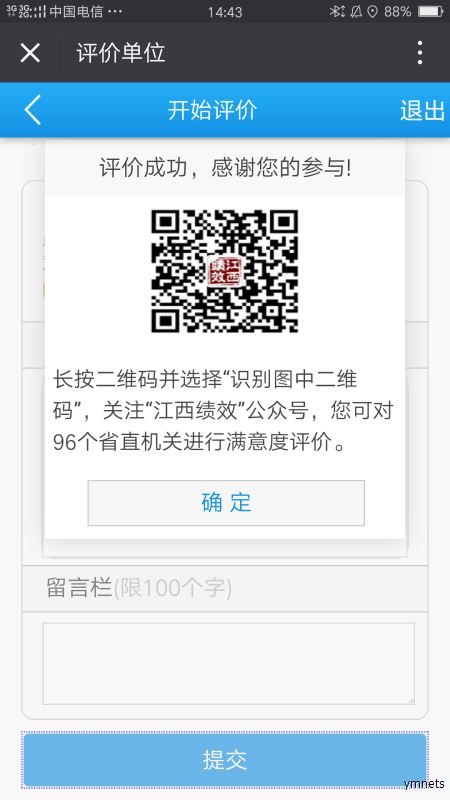 3G 3G 2G 中国电信 ··· 14:43 88%
评价单位
开始评价 退出
评价成功，感谢您的参与!
江西
绩效
长按二维码并选择“识别图中二维
码”，关注“江西绩效”公众号，您可对
96个省直机关进行满意度评价。
确 定
留言栏(限100个字)
提交
ymnets